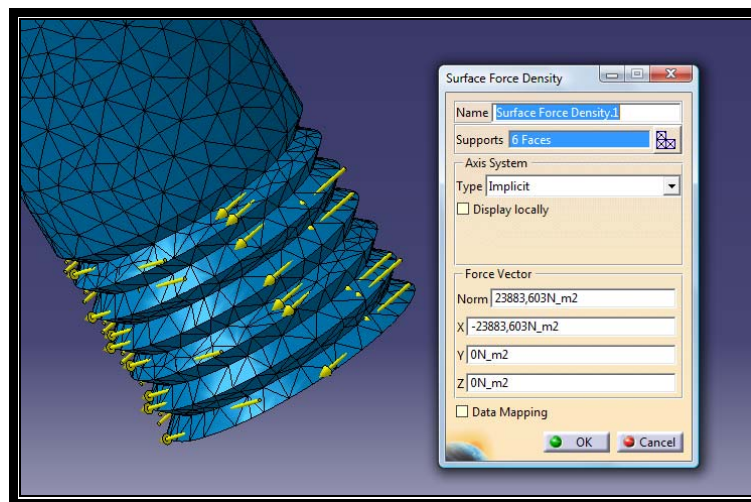 Surface Force Density
Name Surface Force Density.1
Supports 6 Faces
Axis System
Type Implicit
Display locally
Force Vector
Norm 23883,603N_m2
X -23883,603N_m2
Y 0N_m2
Z 0N_m2
Data Mapping
OK Cancel